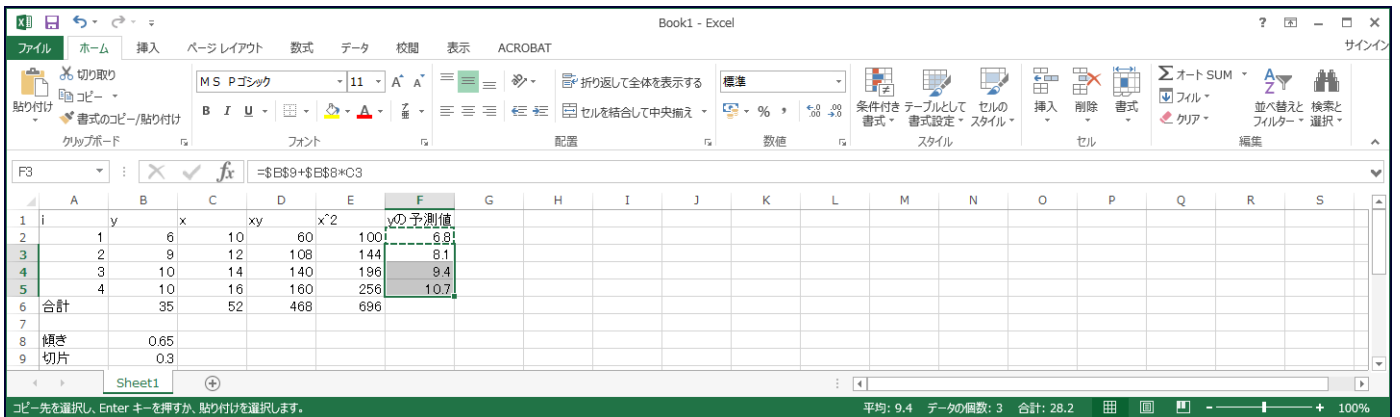 Book1 - Excel
ファイル ホーム 挿入 ページ レイアウト 数式 データ 校閲 表示 ACROBAT サインイン
貼り付け
切り取り
コピー
書式のコピー/貼り付け
クリップボード
ＭＳ Ｐゴシック 11
B I U
フォント
折り返して全体を表示する
セルを結合して中央揃え
配置
標準
数値
条件付き書式
テーブルとして書式設定
セルのスタイル
スタイル
挿入 削除 書式
セル
オート SUM
フィル
クリア
並べ替えとフィルター
検索と選択
編集
F3 fx =$B$9+$B$8*C3
A B C D E F G H I J K L M N O P Q R S
1 i y x xy x^2 yの予測値
2 1 6 10 60 100 6.8
3 2 9 12 108 144 8.1
4 3 10 14 140 196 9.4
5 4 10 16 160 256 10.7
6 合計 35 52 468 696
7
8 傾き 0.65
9 切片 0.3
Sheet1
コピー先を選択し、Enter キーを押すか、貼り付けを選択します。 平均: 9.4 データの個数: 3 合計: 28.2 100%